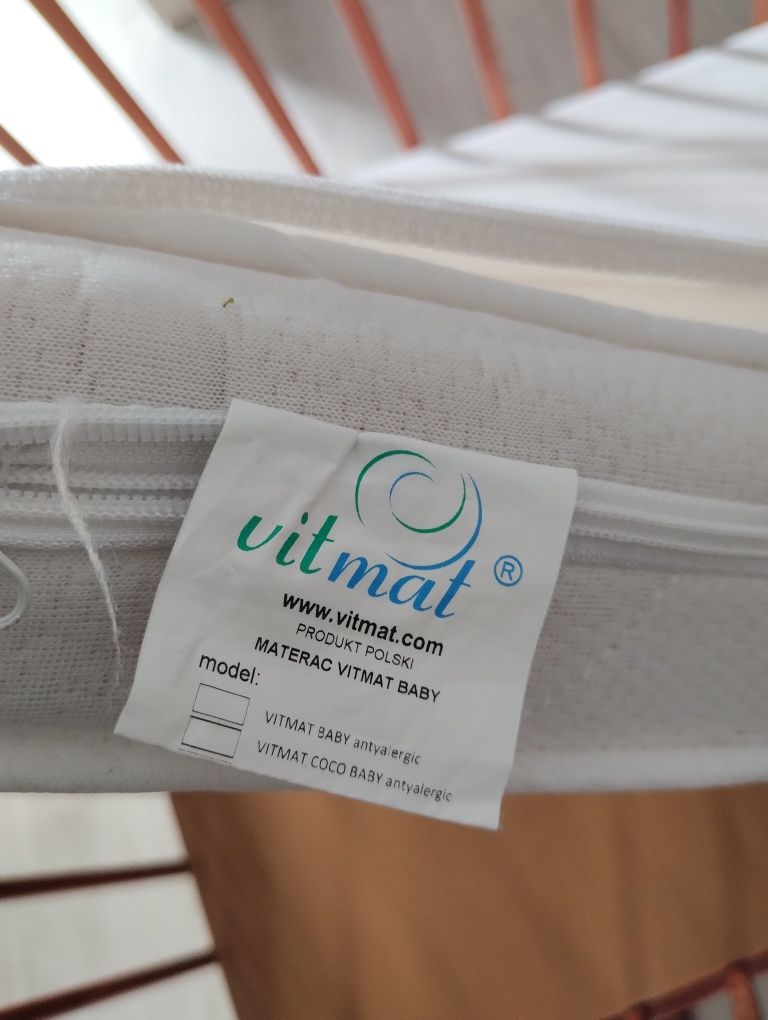 vitmat ®
www.vitmat.com
PRODUKT POLSKI
MATERAC VITMAT BABY
model:
VITMAT BABY antyalergic
VITMAT COCO BABY antyalergic